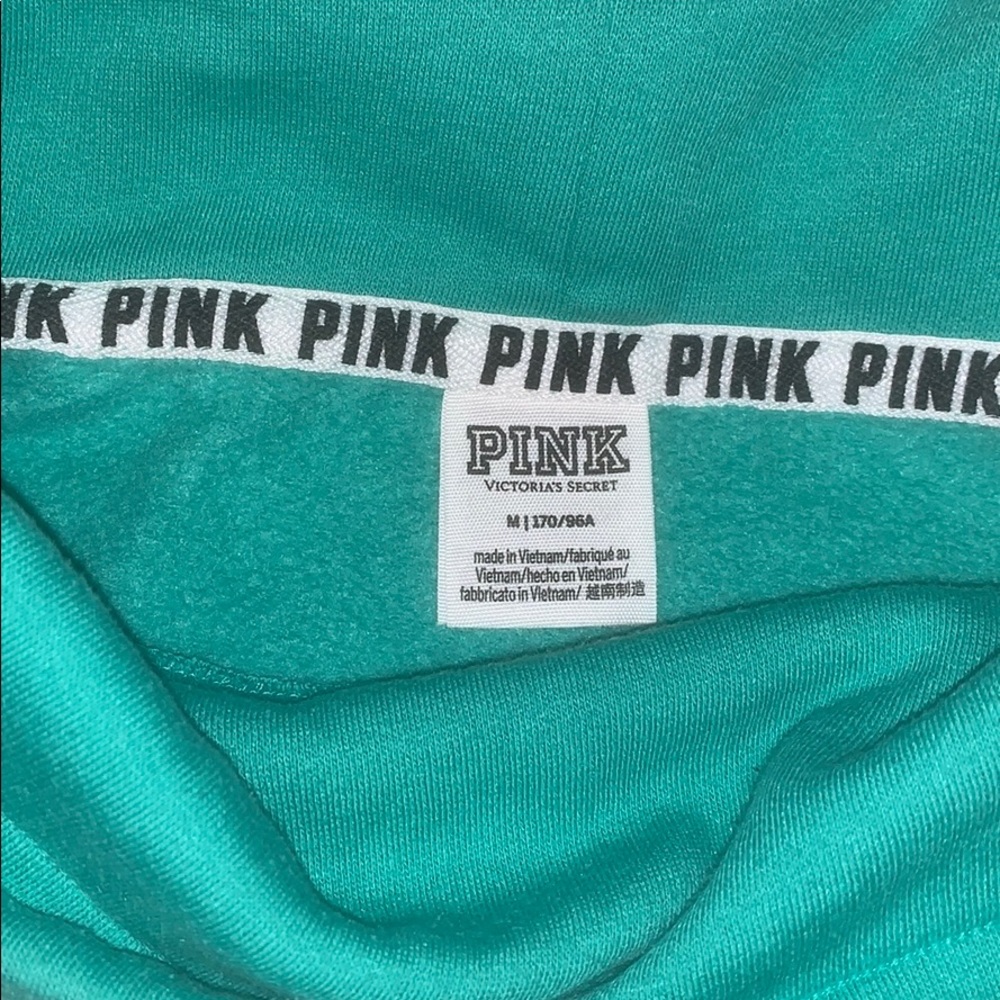 NK PINK PINK PINK PINK PINK
PINK
VICTORIA'S SECRET
M | 170/96A
made in Vietnam/fabriqué au
Vietnam/hecho en Vietnam/
fabbricato in Vietnam/ 越南制造